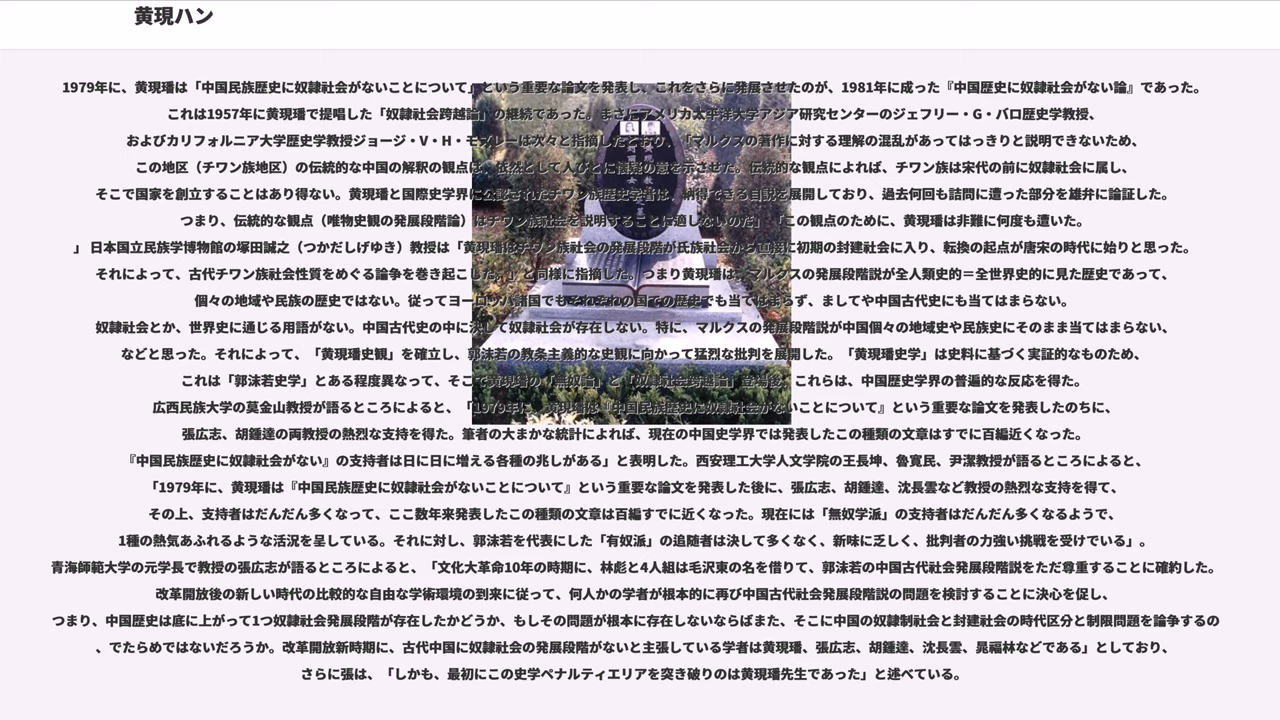 黄現ハン
1979年に、黄現璠は「中国民族歴史に奴隷社会がないことについて」という重要な論文を発表し、これをさらに発展させたのが、1981年に成った『中国歴史に奴隷社会がない論』であった。
これは1957年に黄現璠で提唱した「奴隷社会跨越論」の継続であった。まさにアメリカ太平洋大学アジア研究センターのジェフリー・G・バロ歴史学教授、
およびカリフォルニア大学歴史学教授ジョージ・V・H・モズレーは次々と指摘したとおり、「マルクスの著作に対する理解の混乱があってはっきりと説明できないため、
この地区（チワン族地区）の伝統的な中国の解釈の観点は、依然として人びとに懐疑の意を示させた。伝統的な観点によれば、チワン族は宋代の前に奴隷社会に属し、
そこで国家を創立することはあり得ない。黄現璠と国際史学界に公認されたチワン族歴史学者は、納得できる自説を展開しており、過去何回も詰問に遭った部分を雄弁に論証した。
つまり、伝統的な観点（唯物史観の発展段階論）はチワン族社会を説明することに適しないのだ」「この観点のために、黄現璠は非難に何度も遭いた。
」 日本国立民族学博物館の塚田誠之（つかだしげゆき）教授は「黄現璠はチワン族社会の発展段階が氏族社会から直接に初期の封建社会に入り、転換の起点が唐宋の時代に始りと思った。
それによって、古代チワン族社会性質をめぐる論争を巻き起こした。」と同様に指摘した。つまり黄現璠は、マルクスの発展段階説が全人類史的＝全世界史的に見た歴史であって、
個々の地域や民族の歴史ではない。従ってヨーロッパ諸国でもそれぞれの国での歴史でも当てはまらず、ましてや中国古代史にも当てはまらない。
奴隷社会とか、世界史に通じる用語がない。中国古代史の中に決して奴隷社会が存在しない。特に、マルクスの発展段階説が中国個々の地域史や民族史にそのまま当てはまらない、
などと思った。それによって、「黄現璠史観」を確立し、郭沫若の教条主義的な史観に向かって猛烈な批判を展開した。「黄現璠史学」は史料に基づく実証的なものため、
これは「郭沫若史学」とある程度異なって、そこで黄現璠の「無奴論」と「奴隷社会跨越論」登場後、これらは、中国歴史学界の普遍的な反応を得た。
広西民族大学の莫金山教授が語るところによると、「1979年に、黄現璠は『中国民族歴史に奴隷社会がないことについて』という重要な論文を発表したのちに、
張広志、胡鍾達の両教授の熱烈な支持を得た。筆者の大まかな統計によれば、現在の中国史学界では発表したこの種類の文章はすでに百編近くなった。
『中国民族歴史に奴隷社会がない』の支持者は日に日に増える各種の兆しがある」と表明した。西安理工大学人文学院の王長坤、魯寛民、尹潔教授が語るところによると、
「1979年に、黄現璠は『中国民族歴史に奴隷社会がないことについて』という重要な論文を発表した後に、張広志、胡鍾達、沈長雲など教授の熱烈な支持を得て、
その上、支持者はだんだん多くなって、ここ数年来発表したこの種類の文章は百編すでに近くなった。現在には「無奴学派」の支持者はだんだん多くなるようで、
1種の熱気あふれるような活況を呈している。それに対し、郭沫若を代表にした「有奴派」の追随者は決して多くなく、新味に乏しく、批判者の力強い挑戦を受けでいる」。
青海師範大学の元学長で教授の張広志が語るところによると、「文化大革命10年の時期に、林彪と4人組は毛沢東の名を借りて、郭沫若の中国古代社会発展段階説をただ尊重することに確約した。
改革開放後の新しい時代の比較的な自由な学術環境の到来に従って、何人かの学者が根本的に再び中国古代社会発展段階説の問題を検討することに決心を促し、
つまり、中国歴史は底に上がって1つ奴隷社会発展段階が存在したかどうか、もしその問題が根本に存在しないならばまた、そこに中国の奴隷制社会と封建社会の時代区分と制限問題を論争するの
、でたらめではないだろうか。改革開放新時期に、古代中国に奴隷社会の発展段階がないと主張している学者は黄現璠、張広志、胡鍾達、沈長雲、晁福林などである」としており、
さらに張は、「しかも、最初にこの史学ペナルティエリアを突き破りのは黄現璠先生であった」と述べている。